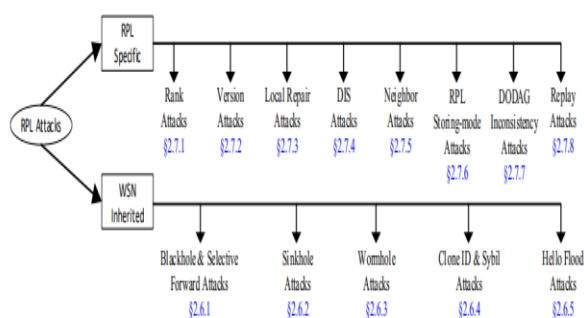 RPL
Specific
RPL Attacks
Rank
Attacks
§2.7.1
Version
Attacks
§2.7.2
Local Repair
Attacks
§2.7.3
DIS
Attacks
§2.7.4
Neighbor
Attacks
§2.7.5
RPL
Storing-mode
Attacks
§2.7.6
DODAG
Inconsistency
Attacks
§2.7.7
Replay
Attacks
§2.7.8
WSN
Inherited
Blackhole & Selective
Forward Attacks
§2.6.1
Sinkhole
Attacks
§2.6.2
Wormhole
Attacks
§2.6.3
Clone ID & Sybil
Attacks
§2.6.4
Hello Flood
Attacks
§2.6.5